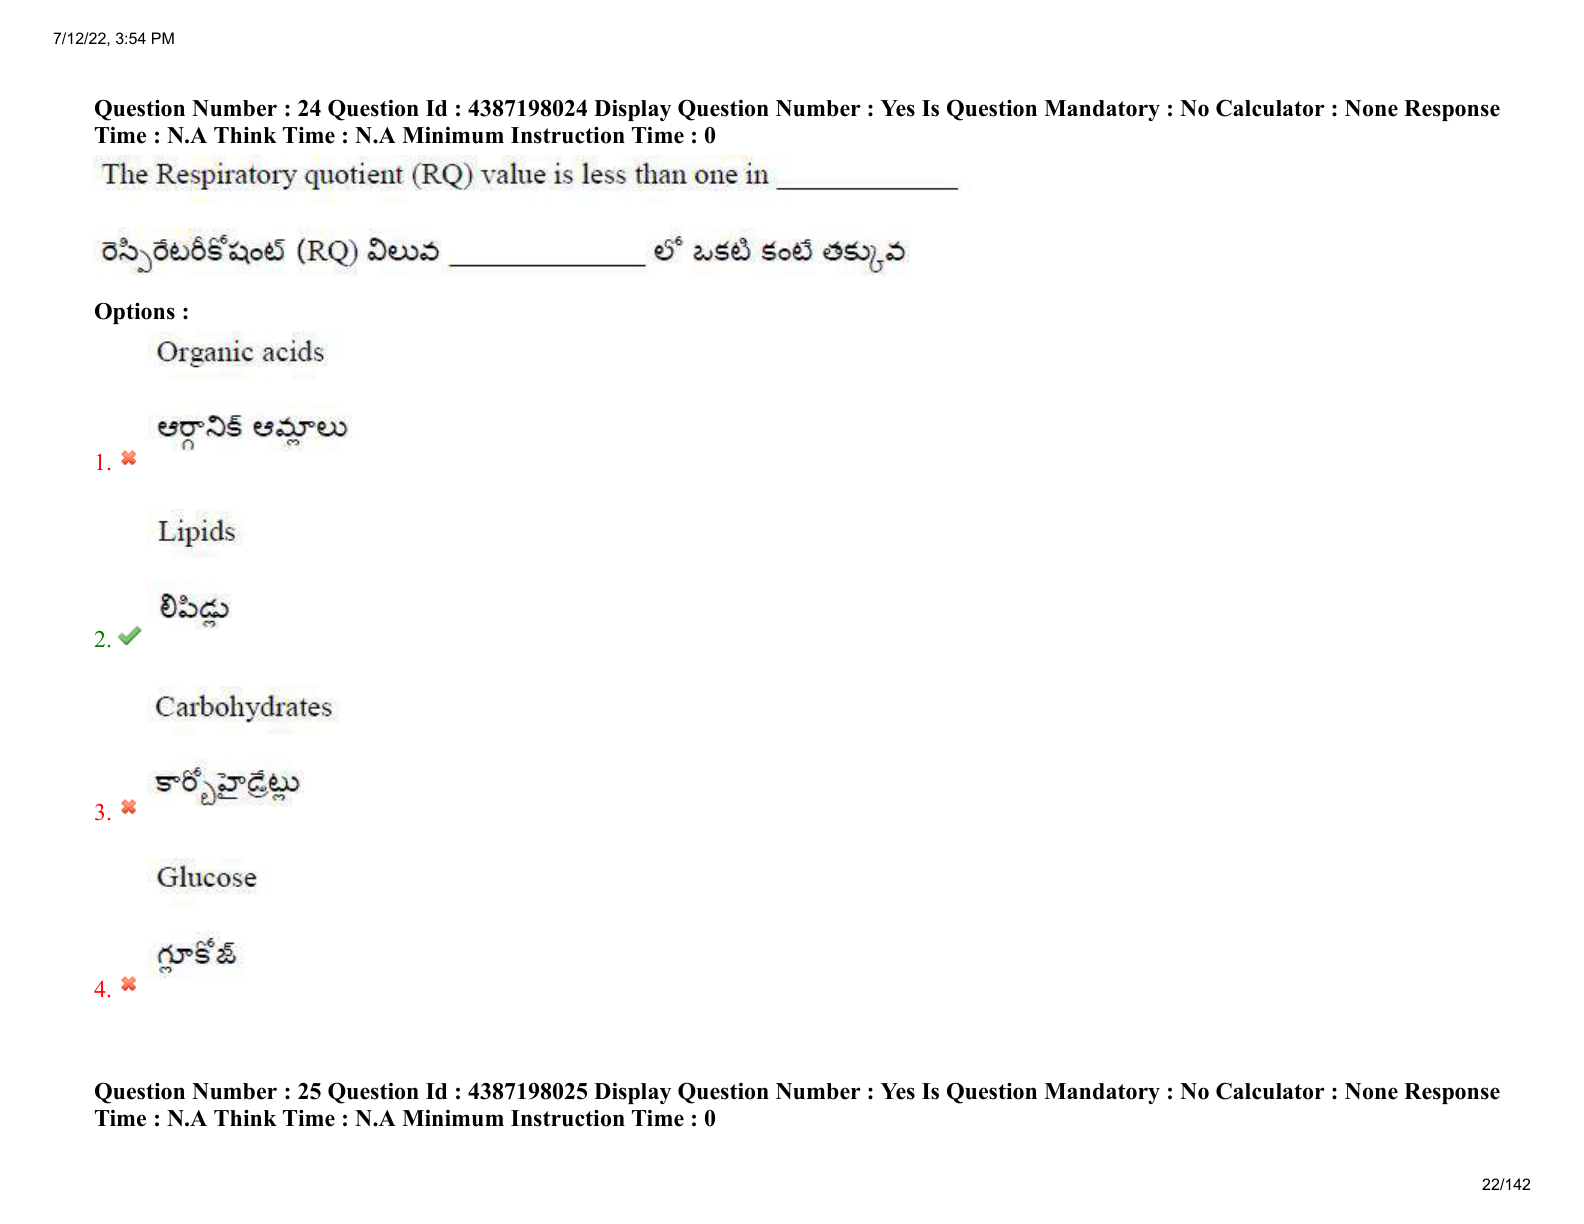 7/12/22, 3:54 PM
Question Number : 24 Question Id : 4387198024 Display Question Number : Yes Is Question Mandatory : No Calculator : None Response
Time : N.A Think Time : N.A Minimum Instruction Time : 0
The Respiratory quotient (RQ) value is less than one in ____________
రెస్పిరేటరీకోషంట్ (RQ) విలువ _____________ లో ఒకటి కంటే తక్కువ
Options :
Organic acids
ఆర్గానిక్ ఆమ్లాలు
1.
Lipids
లిపిడ్లు
2.
Carbohydrates
కార్బోహైడ్రేట్లు
3.
Glucose
గ్లూకోజ్
4.
Question Number : 25 Question Id : 4387198025 Display Question Number : Yes Is Question Mandatory : No Calculator : None Response
Time : N.A Think Time : N.A Minimum Instruction Time : 0
22/142